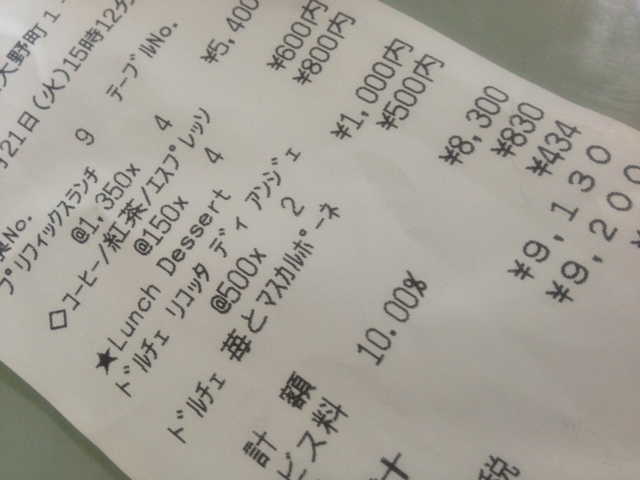 大野町1-
21日(火)15時12分
No. 9 テーブルNo.
プリフィックスランチ
@1,350x 4 ¥5,400
◇コーヒー/紅茶/エスプレッソ
@150x 4 ¥600内
★Lunch Dessert ¥800内
ドルチェ リコッタ ディ アンジェ
@500x 2 ¥1,000内
ドルチェ 苺とマスカルポーネ ¥500内
計 額 ¥8,300
ビス料 10.00% ¥830
¥434
¥9,130
¥9,200
税